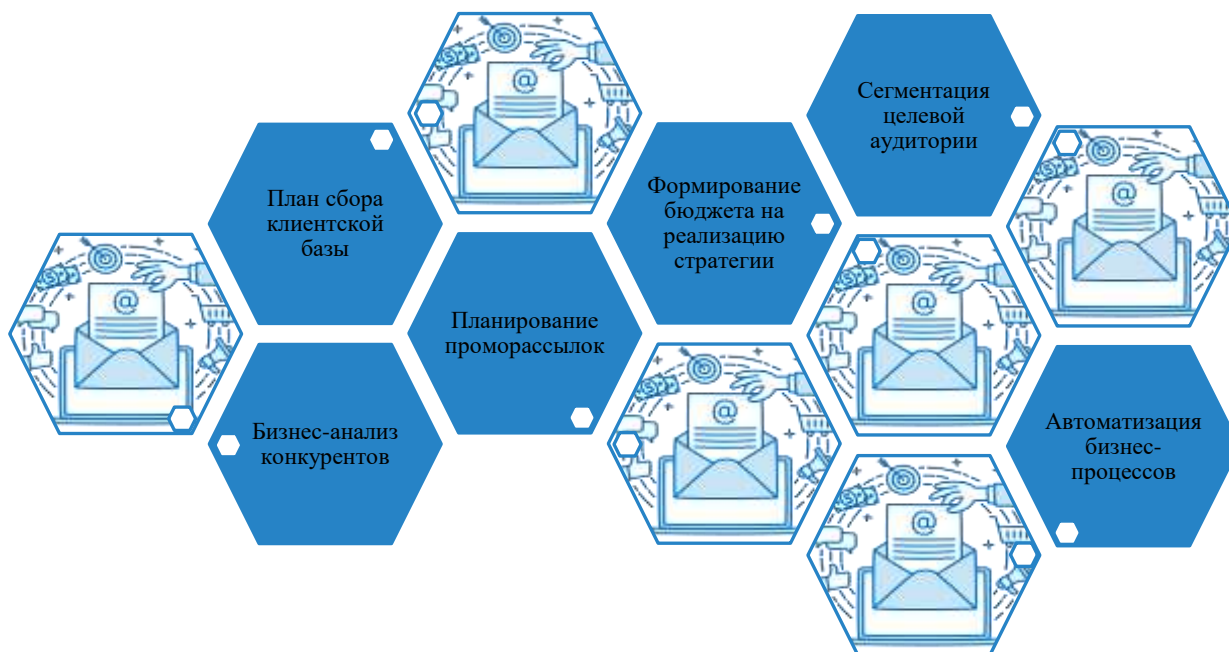 План сбора
клиентской
базы
Бизнес-анализ
конкурентов
Планирование
проморассылок
Формирование
бюджета на
реализацию
стратегии
Сегментация
целевой
аудитории
Автоматизация
бизнес-
процессов
@
@
@
@
@
@